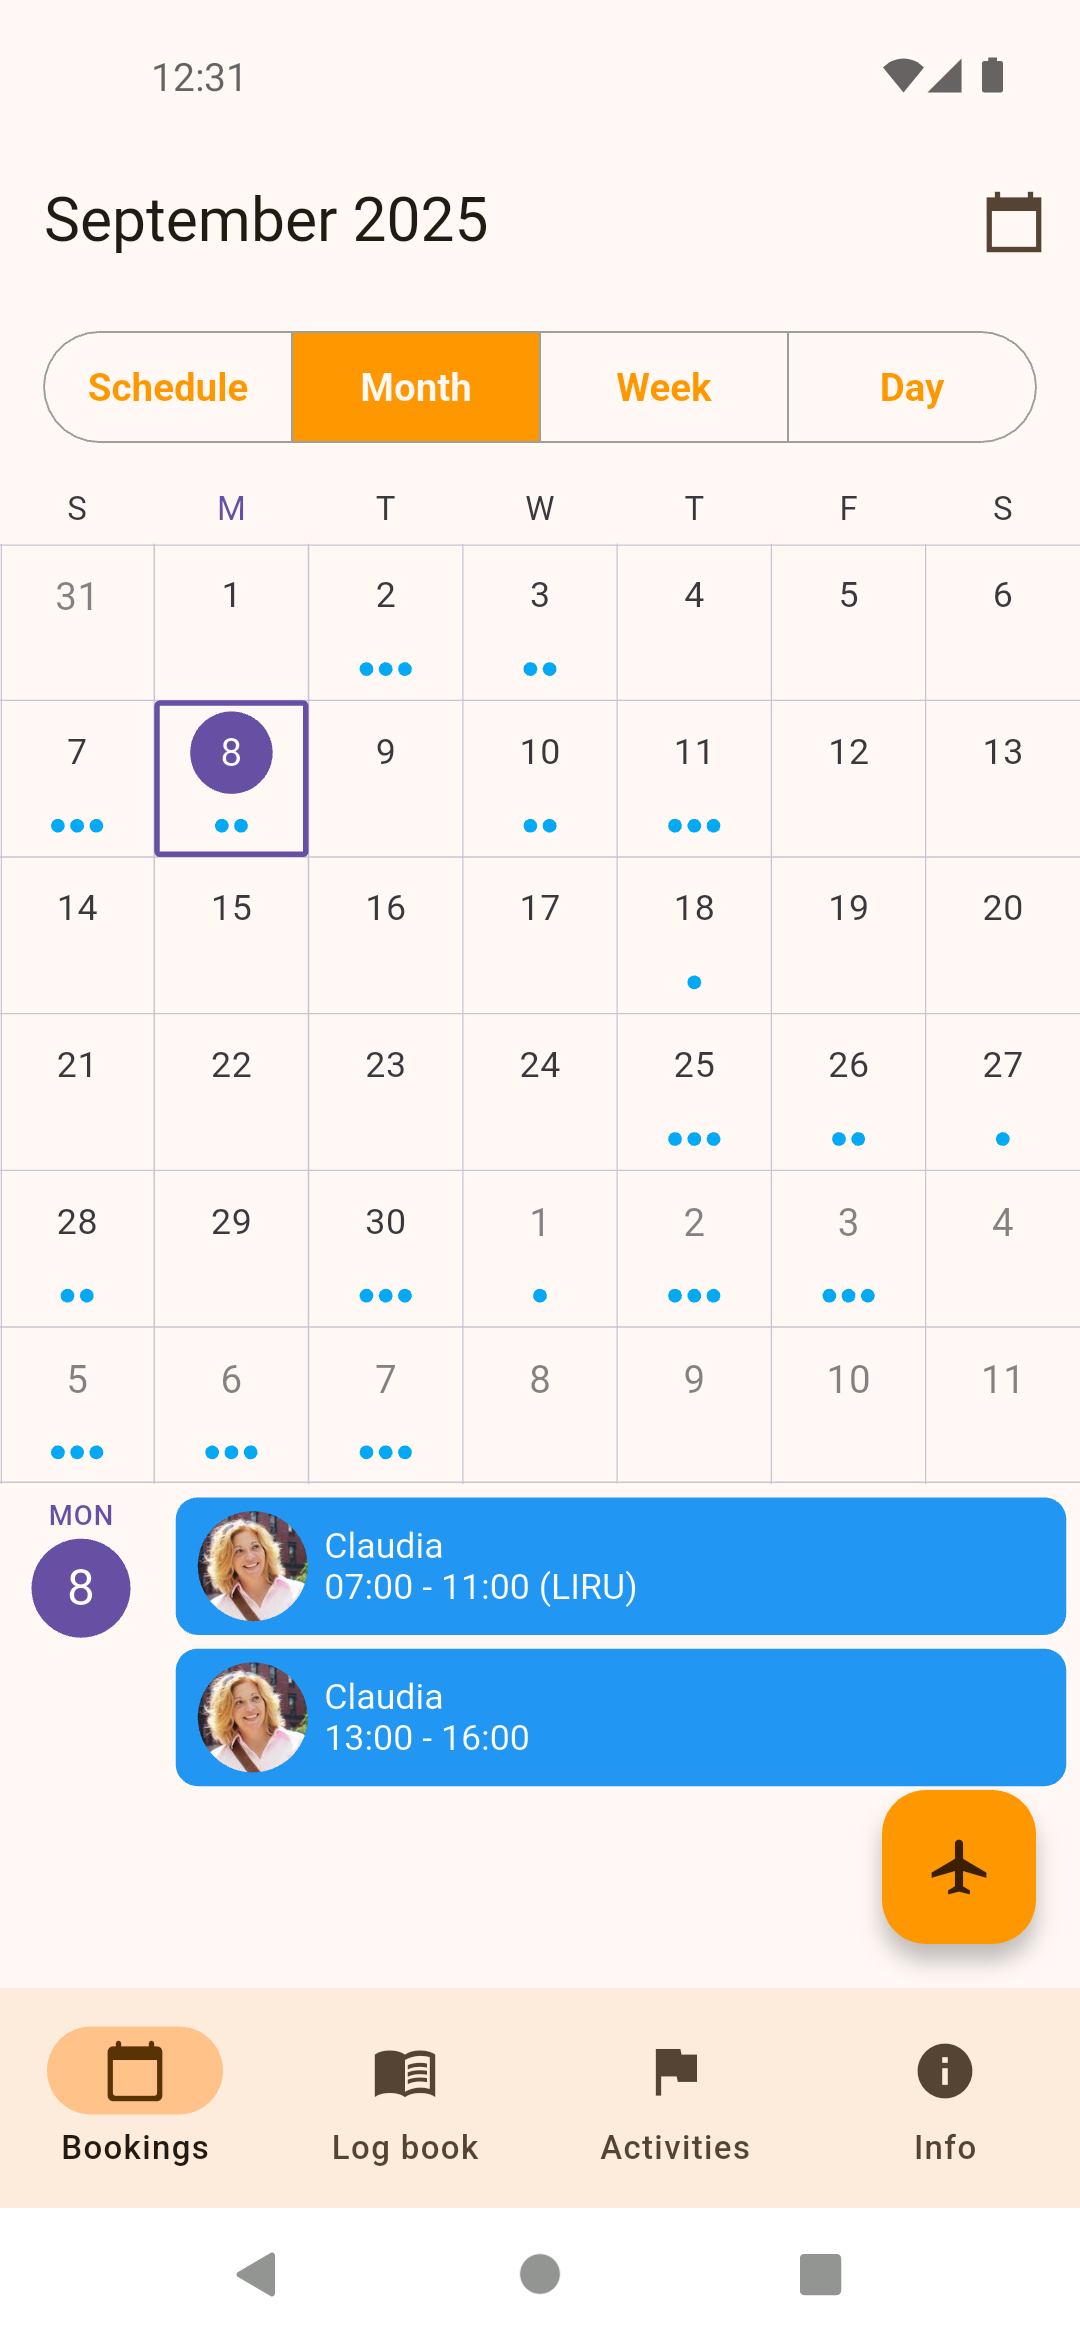 12:31
September 2025
Schedule Month Week Day
S M T W T F S
31 1 2 3 4 5 6
7 8 9 10 11 12 13
14 15 16 17 18 19 20
21 22 23 24 25 26 27
28 29 30 1 2 3 4
5 6 7 8 9 10 11
MON
8
Claudia
07:00 - 11:00 (LIRU)
Claudia
13:00 - 16:00
Bookings Log book Activities Info